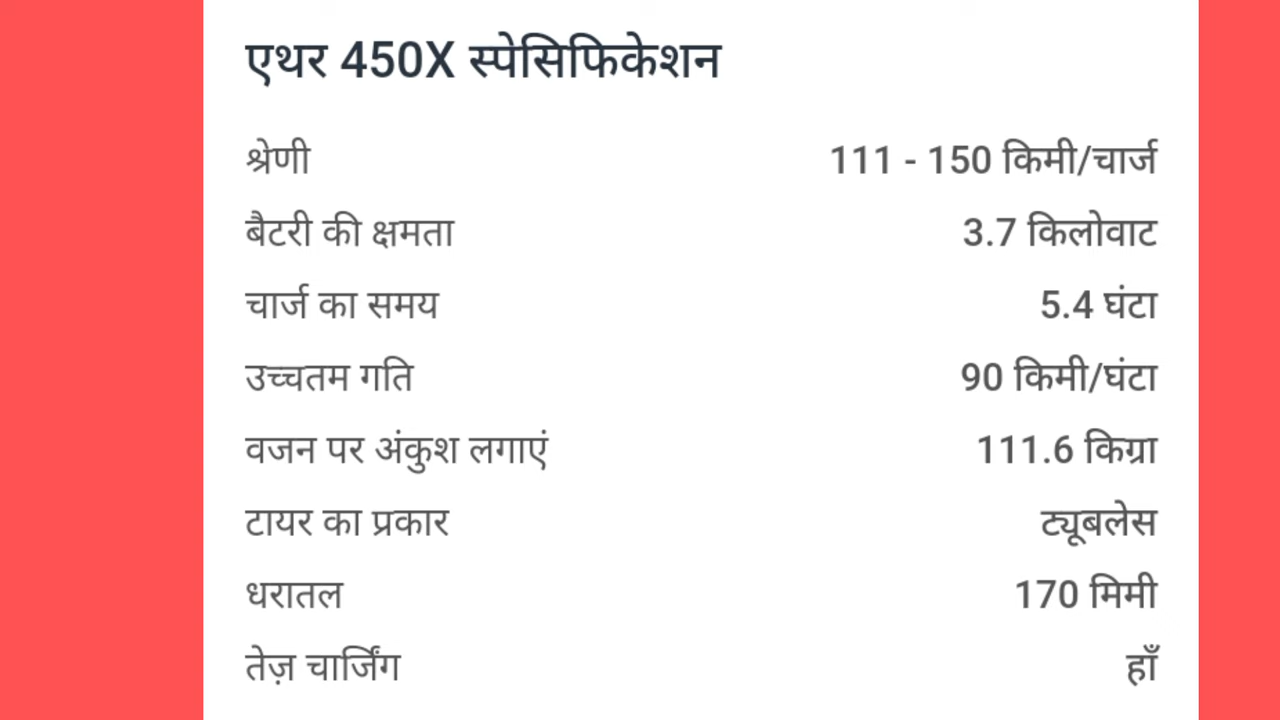 एथर 450X स्पेसिफिकेशन
श्रेणी 111 - 150 किमी/चार्ज
बैटरी की क्षमता 3.7 किलोवाट
चार्ज का समय 5.4 घंटा
उच्चतम गति 90 किमी/घंटा
वजन पर अंकुश लगाएं 111.6 किग्रा
टायर का प्रकार ट्यूबलेस
धरातल 170 मिमी
तेज़ चार्जिंग हाँ